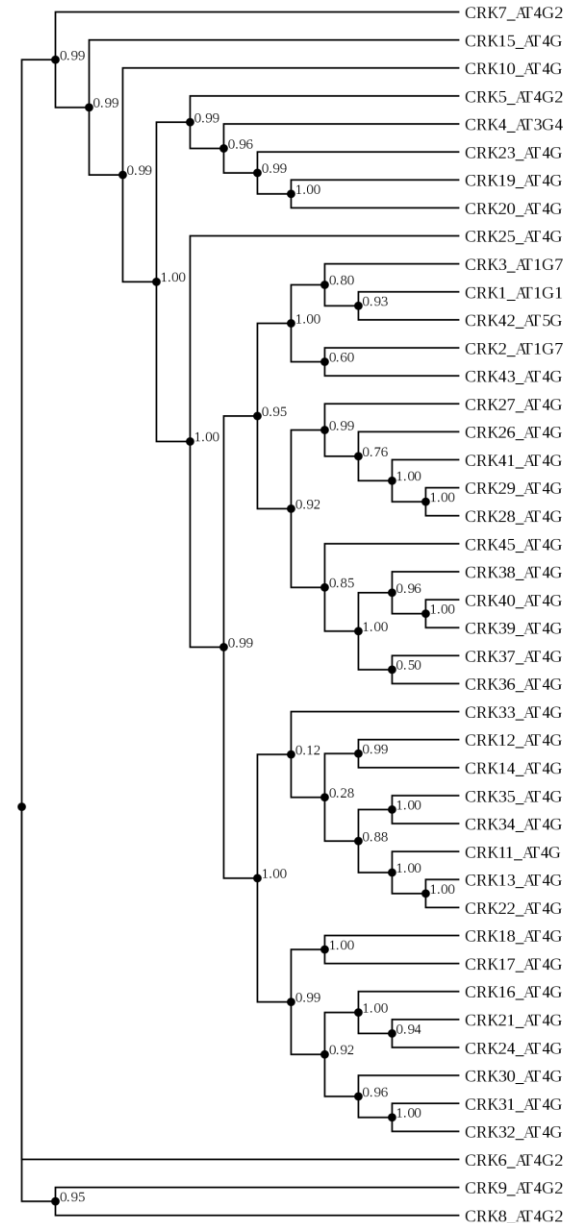 CRK7_AT4G2
0.99
CRK15_AT4G
0.99
CRK10_AT4G
0.99
CRK5_AT4G2
0.99
CRK4_AT3G4
0.96
CRK23_AT4G
0.99
CRK19_AT4G
1.00
CRK20_AT4G
CRK25_AT4G
CRK3_AT1G7
1.00
0.80
CRK1_AT1G1
0.93
CRK42_AT5G
1.00
CRK2_AT1G7
0.60
CRK43_AT4G
CRK27_AT4G
0.95
0.99
CRK26_AT4G
1.00
0.76
CRK41_AT4G
1.00
CRK29_AT4G
1.00
CRK28_AT4G
0.92
CRK45_AT4G
CRK38_AT4G
0.85
0.96
CRK40_AT4G
1.00
CRK39_AT4G
1.00
0.99
CRK37_AT4G
0.50
CRK36_AT4G
CRK33_AT4G
CRK12_AT4G
0.12
0.99
CRK14_AT4G
0.28
CRK35_AT4G
1.00
CRK34_AT4G
0.88
CRK11_AT4G
1.00
1.00
CRK13_AT4G
1.00
CRK22_AT4G
CRK18_AT4G
1.00
CRK17_AT4G
CRK16_AT4G
0.99
1.00
CRK21_AT4G
0.94
CRK24_AT4G
0.92
CRK30_AT4G
0.96
CRK31_AT4G
1.00
CRK32_AT4G
CRK6_AT4G2
CRK9_AT4G2
0.95
CRK8_AT4G2